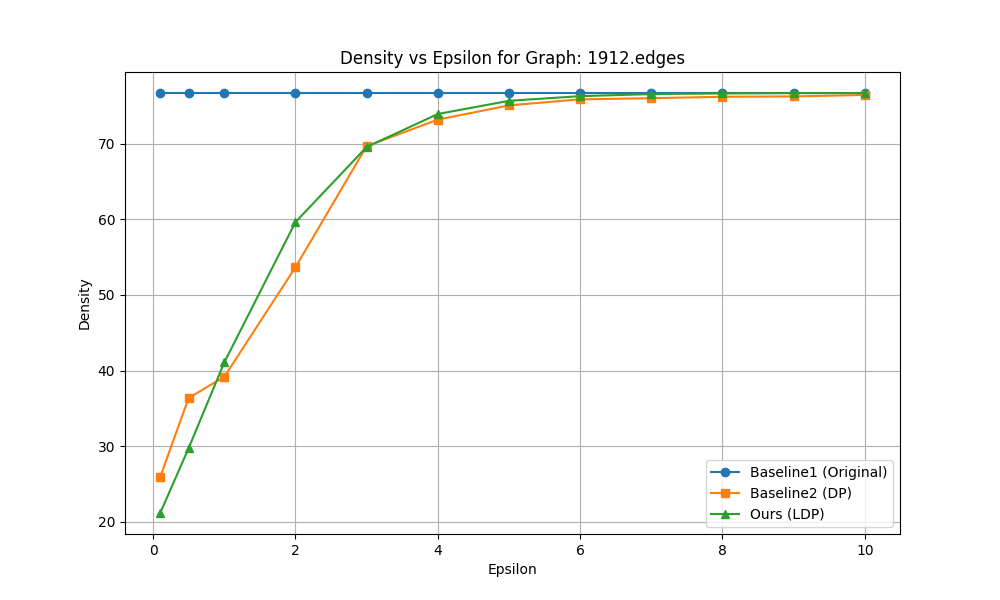 Density vs Epsilon for Graph: 1912.edges
Density
70
60
50
40
30
20
0 2 4 6 8 10
Epsilon
Baseline1 (Original)
Baseline2 (DP)
Ours (LDP)